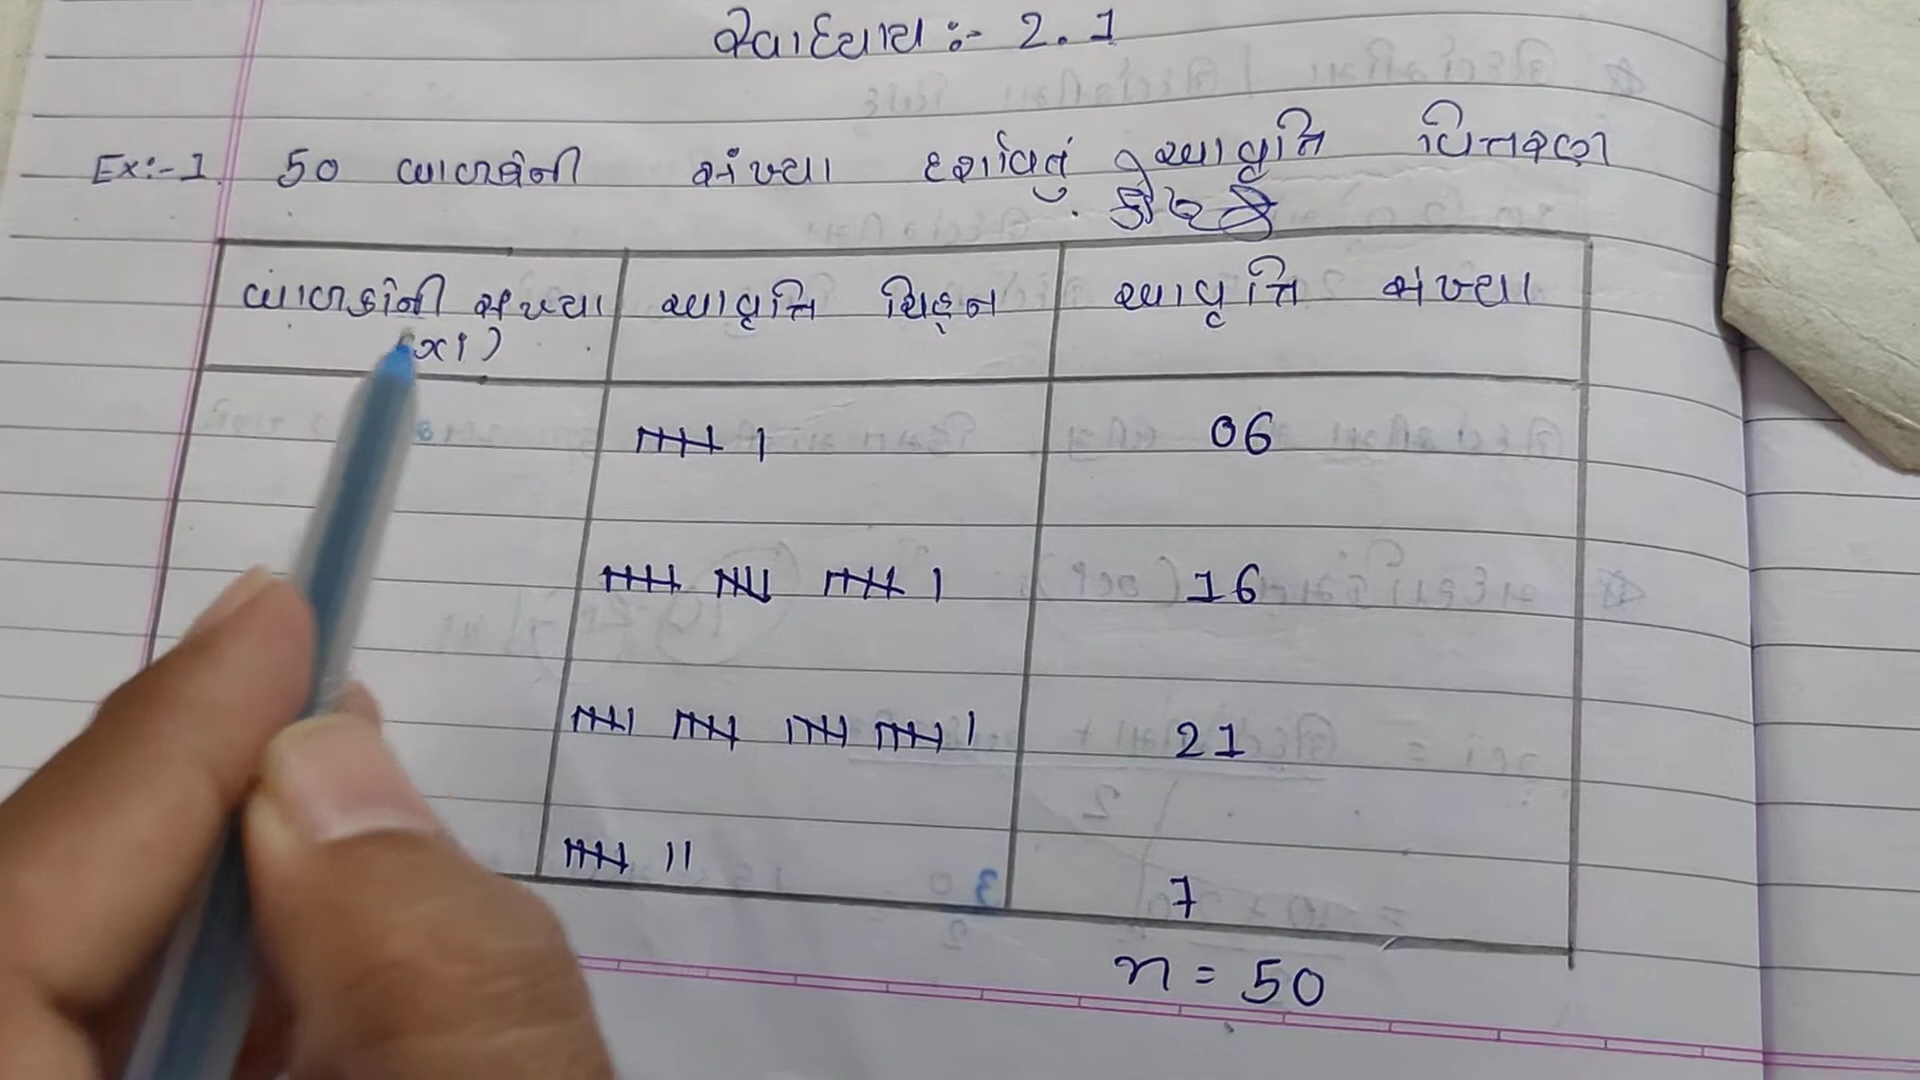 સ્વાધ્યાય :- 2.1
Ex:-1 50 બાળકોની સંખ્યા દર્શાવતું આવૃત્તિ વિતરણ
કોષ્ટક
બાળકોની સંખ્યા આવૃત્તિ ચિહ્ન આવૃત્તિ સંખ્યા
(xi)
06
16
21
7
n = 50